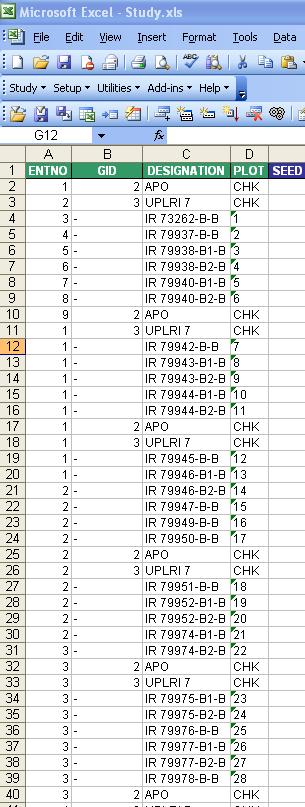 Microsoft Excel - Study.xls
File Edit View Insert Format Tools Data
Study Setup Utilities Add-ins Help
G12 fx
A B C D
1 ENTNO GID DESIGNATION PLOT SEED
2 1 2 APO CHK
3 2 3 UPLRI 7 CHK
4 3 - IR 73262-B-B 1
5 4 - IR 79937-B-B 2
6 5 - IR 79938-B1-B 3
7 6 - IR 79938-B2-B 4
8 7 - IR 79940-B1-B 5
9 8 - IR 79940-B2-B 6
10 9 2 APO CHK
11 1 3 UPLRI 7 CHK
12 1 - IR 79942-B-B 7
13 1 - IR 79943-B1-B 8
14 1 - IR 79943-B2-B 9
15 1 - IR 79944-B1-B 10
16 1 - IR 79944-B2-B 11
17 1 2 APO CHK
18 1 3 UPLRI 7 CHK
19 1 - IR 79945-B-B 12
20 1 - IR 79946-B1-B 13
21 2 - IR 79946-B2-B 14
22 2 - IR 79947-B-B 15
23 2 - IR 79949-B-B 16
24 2 - IR 79950-B-B 17
25 2 2 APO CHK
26 2 3 UPLRI 7 CHK
27 2 - IR 79951-B-B 18
28 2 - IR 79952-B1-B 19
29 2 - IR 79952-B2-B 20
30 2 - IR 79974-B1-B 21
31 3 - IR 79974-B2-B 22
32 3 2 APO CHK
33 3 3 UPLRI 7 CHK
34 3 - IR 79975-B1-B 23
35 3 - IR 79975-B2-B 24
36 3 - IR 79976-B-B 25
37 3 - IR 79977-B1-B 26
38 3 - IR 79977-B2-B 27
39 3 - IR 79978-B-B 28
40 3 2 APO CHK